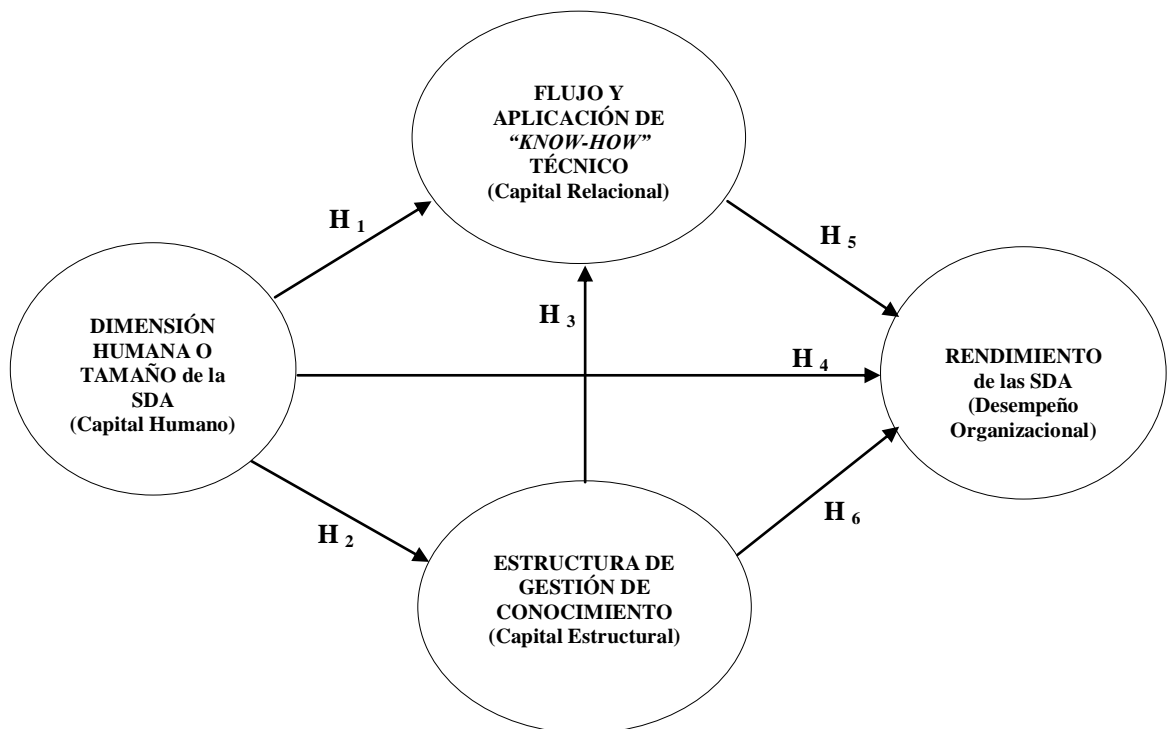 FLUJO Y
APLICACIÓN DE
“KNOW-HOW”
TÉCNICO
(Capital Relacional)
H 1
H 5
H 3
DIMENSIÓN
HUMANA O
TAMAÑO de la
SDA
(Capital Humano)
H 4
RENDIMIENTO
de las SDA
(Desempeño
Organizacional)
H 2
H 6
ESTRUCTURA DE
GESTIÓN DE
CONOCIMIENTO
(Capital Estructural)